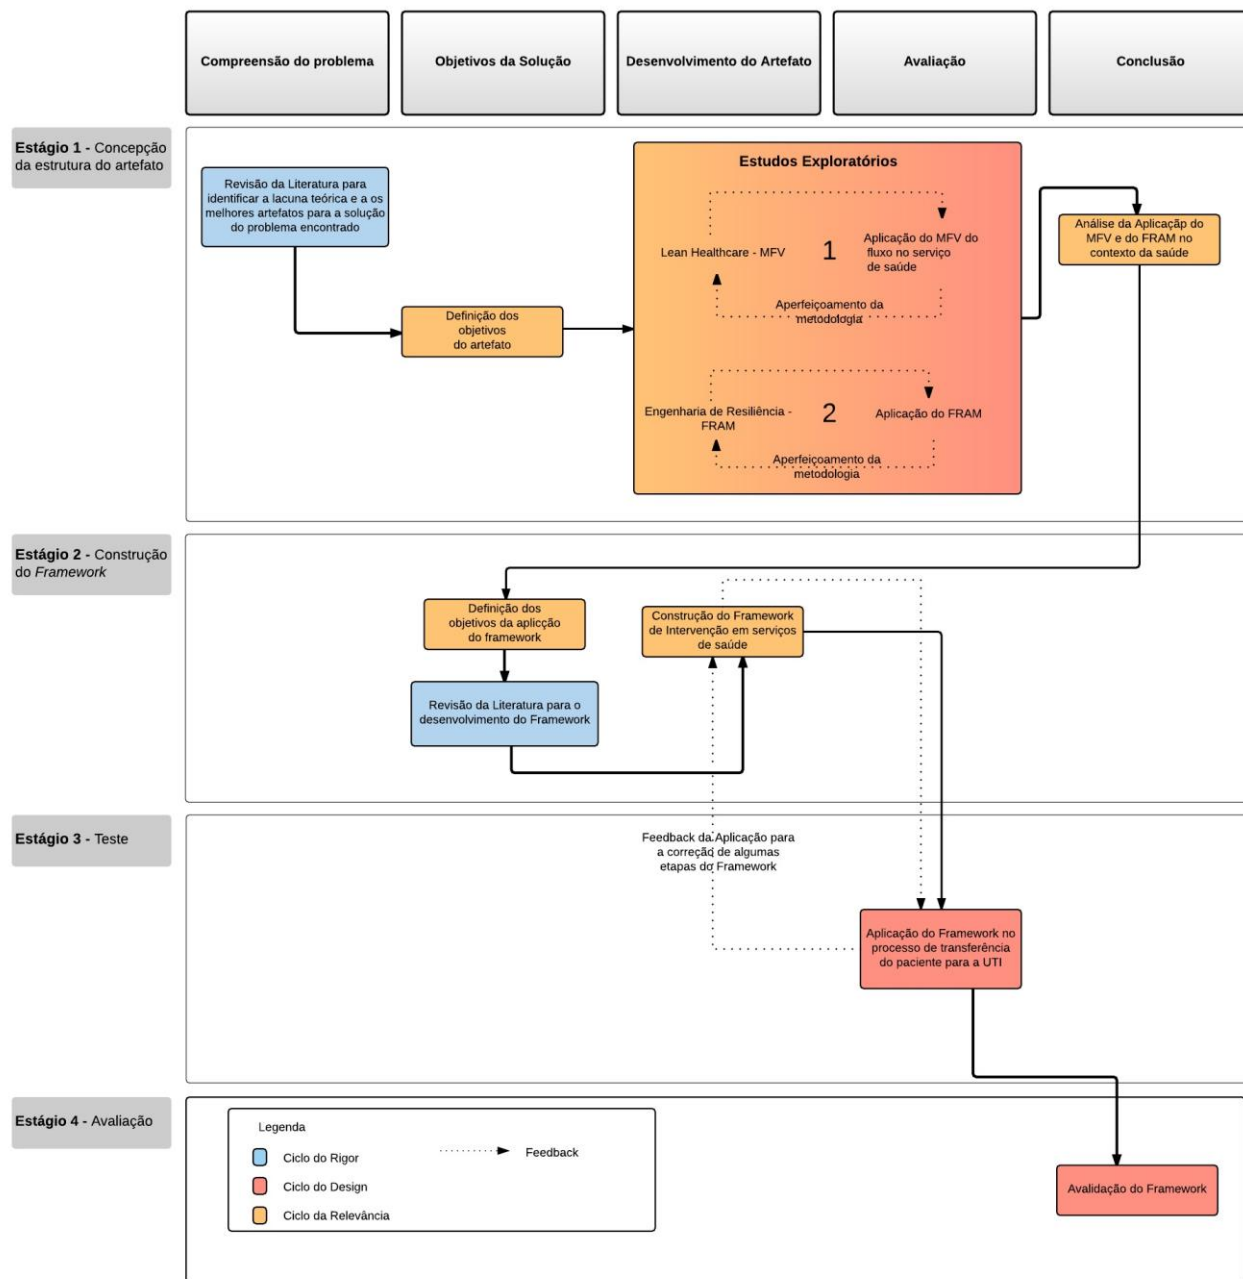 Compreensão do problema
Objetivos da Solução
Desenvolvimento do Artefato
Avaliação
Conclusão
Estágio 1 - Concepção
da estrutura do artefato
Revisão da Literatura para
identificar a lacuna teórica e a os
melhores artefatos para a solução
do problema encontrado
Definição dos
objetivos
do artefato
Estudos Exploratórios
Lean Healthcare - MFV
1
Aplicação do MFV do
fluxo no serviço
de saúde
Aperfeiçoamento da
metodologia
Engenharia de Resiliência -
FRAM
2
Aplicação do FRAM
Aperfeiçoamento da
metodologia
Análise da Aplicaçãp do
MFV e do FRAM no
contexto da saúde
Estágio 2 - Construção
do Framework
Definição dos
objetivos da aplicção
do framework
Revisão da Literatura para o
desenvolvimento do Framework
Construção do Framework
de Intervenção em serviços
de saúde
Estágio 3 - Teste
Feedback da Aplicação para
a correção de algumas
etapas do Framework
Aplicação do Framework no
processo de transferência
do paciente para a UTI
Estágio 4 - Avaliação
Legenda
Ciclo do Rigor
Feedback
Ciclo do Design
Ciclo da Relevância
Avalidação do Framework